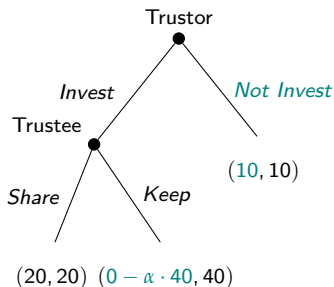 Trustor
Invest
Not Invest
Trustee
(10, 10)
Share
Keep
(20, 20) (0 − α · 40, 40)